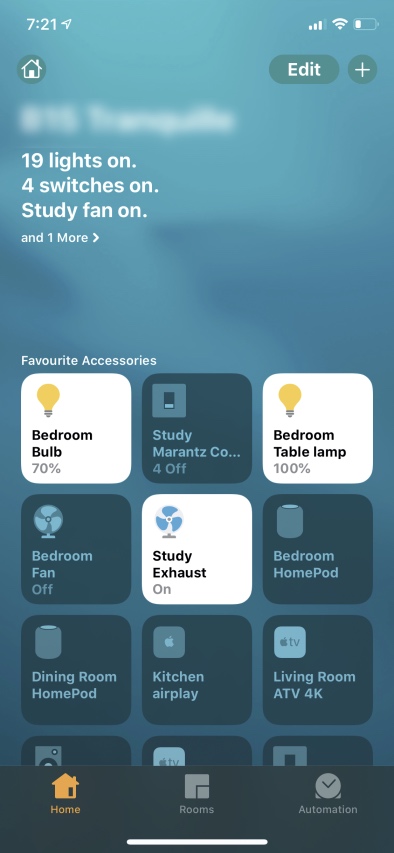 7:21
Edit
19 lights on.
4 switches on.
Study fan on.
and 1 More
Favourite Accessories
Bedroom
Bulb
70%
Study
Marantz Co...
4 Off
Bedroom
Table lamp
100%
Bedroom
Fan
Off
Study
Exhaust
On
Bedroom
HomePod
Dining Room
HomePod
Kitchen
airplay
tv
Living Room
ATV 4K
tv
Home
Rooms
Automation